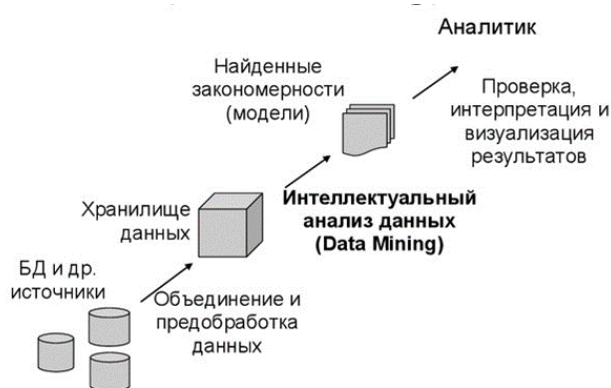 Аналитик
Найденные
закономерности
(модели)
Проверка,
интерпретация и
визуализация
результатов
Хранилище
данных
Интеллектуальный
анализ данных
(Data Mining)
БД и др.
источники
Объединение и
предобработка
данных